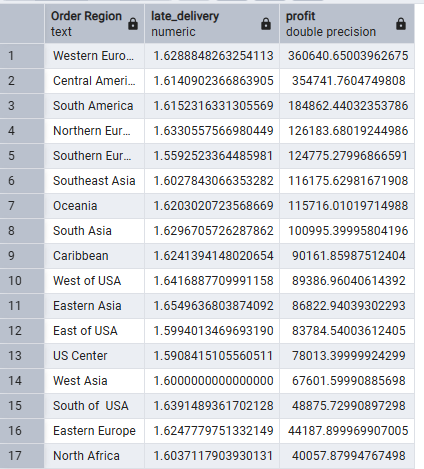 Order Region late_delivery profit
text numeric double precision
1 Western Euro... 1.6288848263254113 360640.65003962675
2 Central Ameri... 1.6140902366863905 354741.7604749808
3 South America 1.6152316331305569 184862.44032353786
4 Northern Eur... 1.6330557566980449 126183.68019244986
5 Southern Eur... 1.5592523364485981 124775.27996866591
6 Southeast Asia 1.6027843066353282 116175.62981671908
7 Oceania 1.6203020723568669 115716.01019714988
8 South Asia 1.6296705726287862 100995.39995804196
9 Caribbean 1.6241394148020654 90161.85987512404
10 West of USA 1.6416887709991158 89386.96040614392
11 Eastern Asia 1.6549636803874092 86822.94039302293
12 East of USA 1.5994013469693190 83784.54003612405
13 US Center 1.5908415105560511 78013.39999924299
14 West Asia 1.6000000000000000 67601.59990885698
15 South of  USA 1.6391489361702128 48875.72990897298
16 Eastern Europe 1.6247779751332149 44187.899969907005
17 North Africa 1.6037117903930131 40057.87994767498